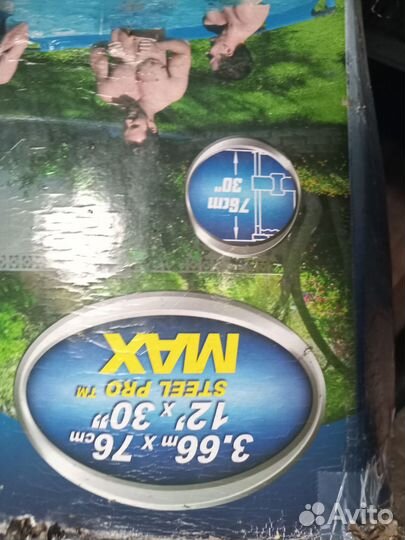 76cm
30"
STEEL PRO ™
MAX
3.66m x 76cm
12' x 30"
Avito